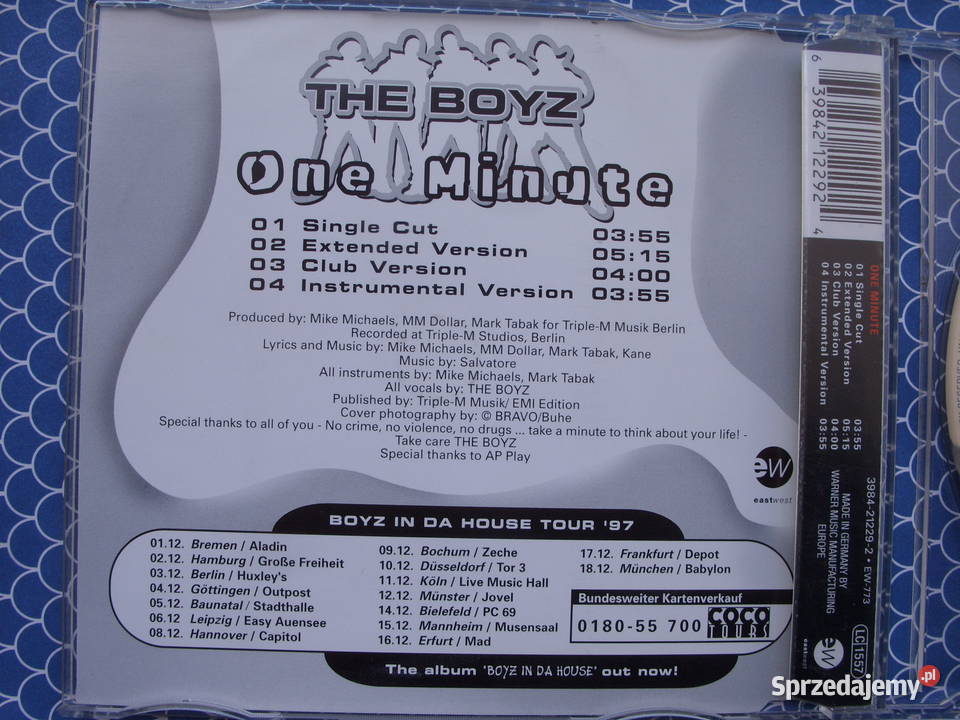 THE BOYZ
One Minute
01 Single Cut 03:55
02 Extended Version 05:15
03 Club Version 04:00
04 Instrumental Version 03:55
Produced by: Mike Michaels, MM Dollar, Mark Tabak for Triple-M Musik Berlin
Recorded at Triple-M Studios, Berlin
Lyrics and Music by: Mike Michaels, MM Dollar, Mark Tabak, Kane
Music by: Salvatore
All instruments by: Mike Michaels, Mark Tabak
All vocals by: THE BOYZ
Published by: Triple-M Musik/ EMI Edition
Cover photography by: © BRAVO/Buhe
Special thanks to all of you - No crime, no violence, no drugs ... take a minute to think about your life! -
Take care THE BOYZ
Special thanks to AP Play
ew
eastwest
BOYZ IN DA HOUSE TOUR '97
01.12. Bremen / Aladin
02.12. Hamburg / Große Freiheit
03.12. Berlin / Huxley's
04.12. Göttingen / Outpost
05.12. Baunatal / Stadthalle
06.12 Leipzig / Easy Auensee
08.12. Hannover / Capitol
09.12. Bochum / Zeche
10.12. Düsseldorf / Tor 3
11.12. Köln / Live Music Hall
12.12. Münster / Jovel
14.12. Bielefeld / PC 69
15.12. Mannheim / Musensaal
16.12. Erfurt / Mad
17.12. Frankfurt / Depot
18.12. München / Babylon
Bundesweiter Kartenverkauf
0180-55 700
COCO
TOURS
The album 'BOYZ IN DA HOUSE' out now!
6 39842 12292 4
ONE MINUTE
01 Single Cut 03:55
02 Extended Version 05:15
03 Club Version 04:00
04 Instrumental Version 03:55
3984-21229-2 • EW-773
MADE IN GERMANY BY
WARNER MUSIC MANUFACTURING
EUROPE
ew
eastwest
LC 1557
Sprzedajemy.pl